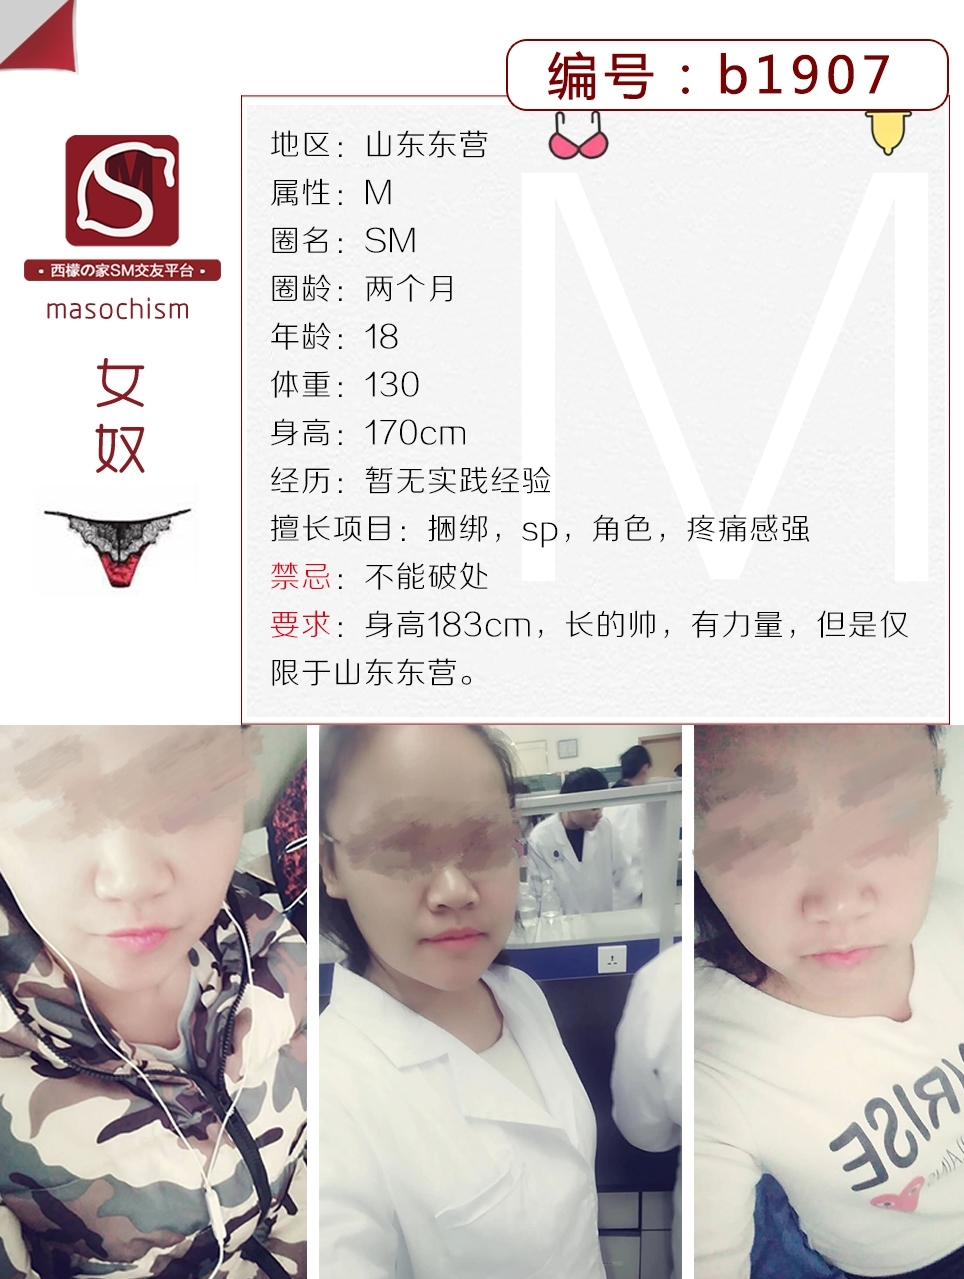 编号：b1907
地区：山东东营
属性：M
圈名：SM
圈龄：两个月
年龄：18
体重：130
身高：170cm
经历：暂无实践经验
擅长项目：捆绑，sp，角色，疼痛感强
禁忌：不能破处
要求：身高183cm，长的帅，有力量，但是仅
限于山东东营。
M
SM
·西檬の家SM交友平台·
masochism
女
奴
RISE